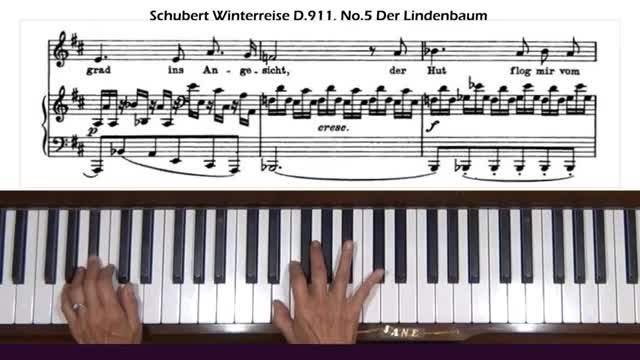 Schubert Winterreise D.911. No.5 Der Lindenbaum
grad ins An - ge - sicht, der Hut flog mir vom
p cresc. f
JANE